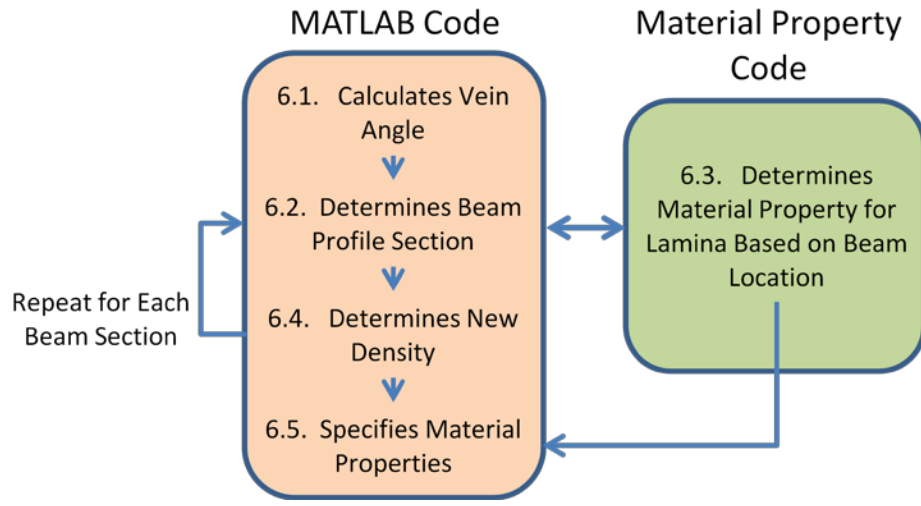 MATLAB Code
6.1. Calculates Vein
Angle
6.2. Determines Beam
Profile Section
6.4. Determines New
Density
6.5. Specifies Material
Properties
Repeat for Each
Beam Section
Material Property
Code
6.3. Determines
Material Property for
Lamina Based on Beam
Location